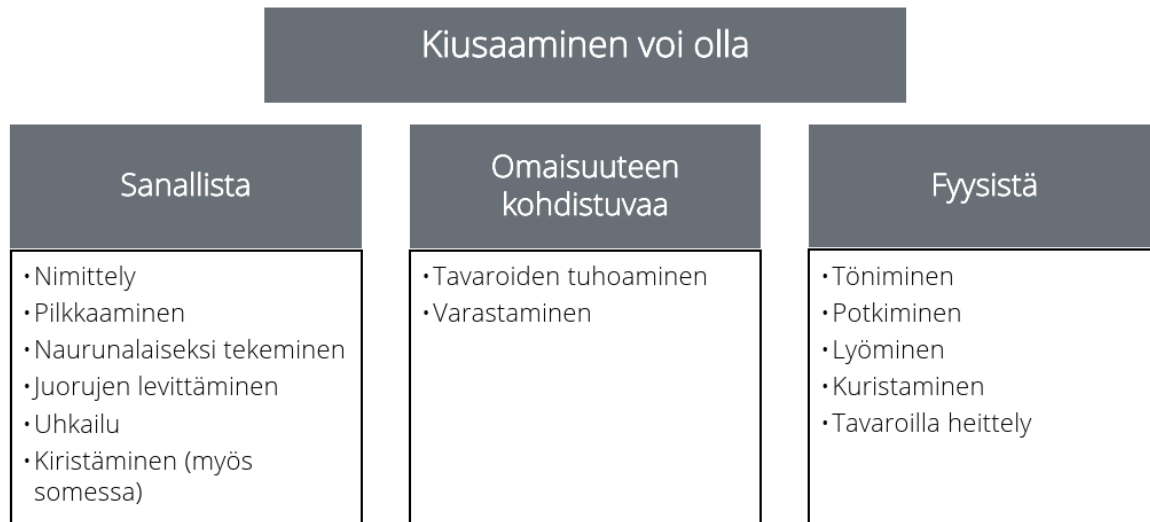 Kiusaaminen voi olla
Sanallista
•Nimittely
•Pilkkaaminen
•Naurunalaiseksi tekeminen
•Juorujen levittäminen
•Uhkailu
•Kiristäminen (myös
somessa)
Omaisuuteen
kohdistuvaa
•Tavaroiden tuhoaminen
•Varastaminen
Fyysistä
•Töniminen
•Potkiminen
•Lyöminen
•Kuristaminen
•Tavaroilla heittely